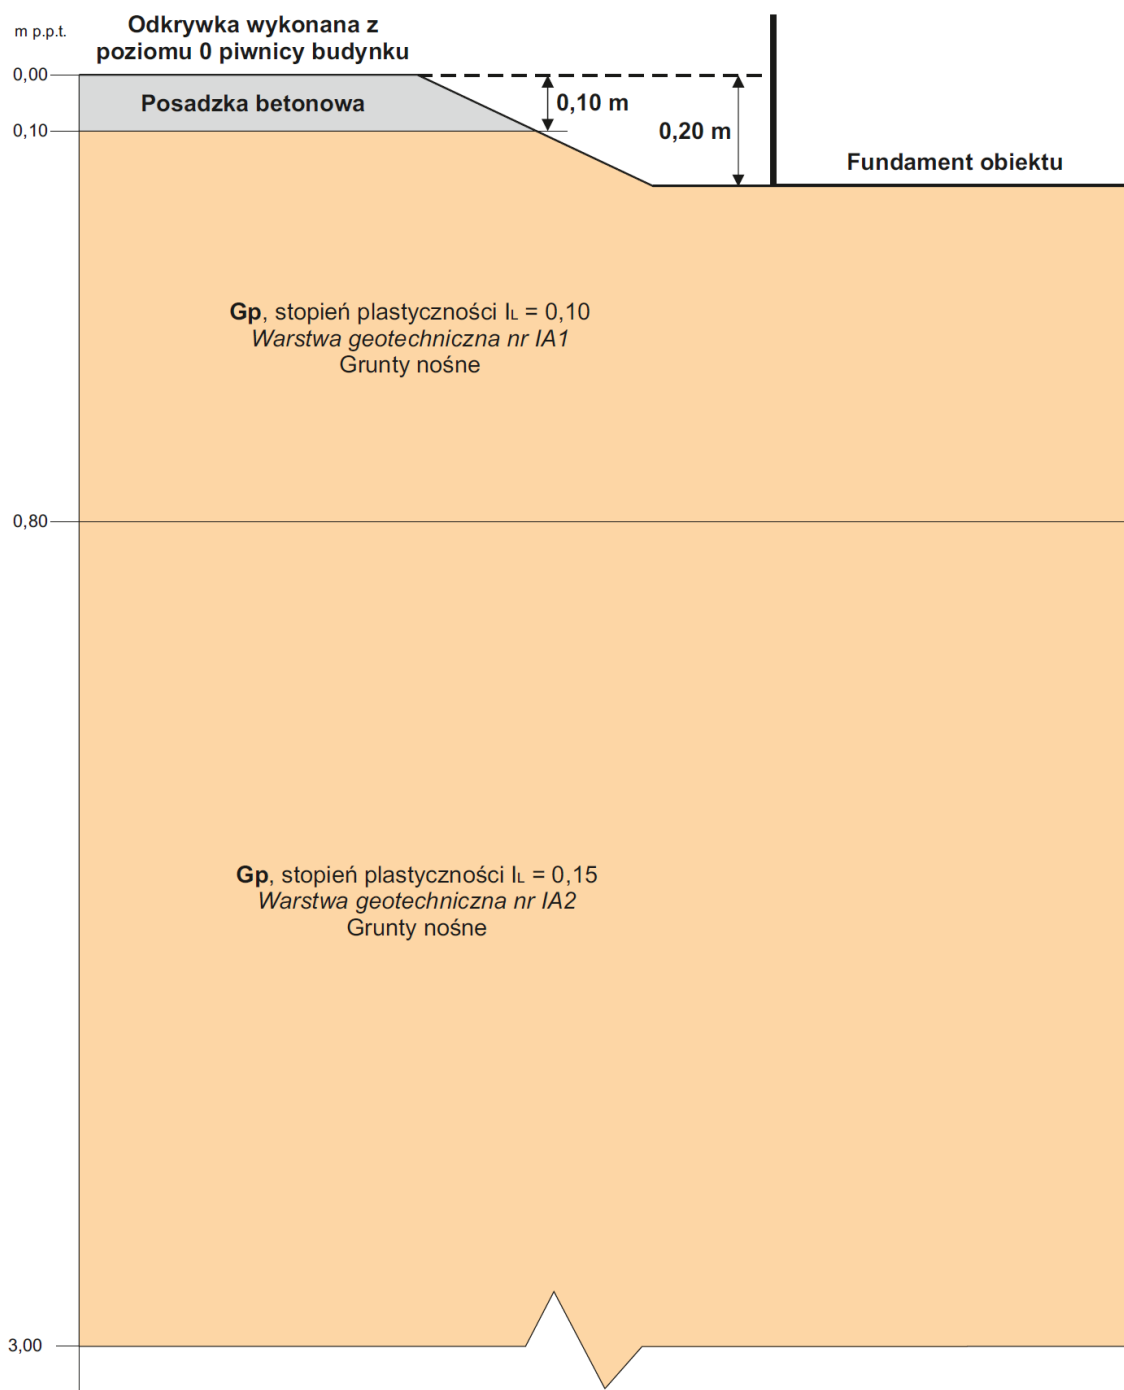 m p.p.t.
Odkrywka wykonana z
poziomu 0 piwnicy budynku
0,00
Posadzka betonowa
0,10 m
0,10
0,20 m
Fundament obiektu
Gp, stopień plastyczności IL = 0,10
Warstwa geotechniczna nr IA1
Grunty nośne
0,80
Gp, stopień plastyczności IL = 0,15
Warstwa geotechniczna nr IA2
Grunty nośne
3,00